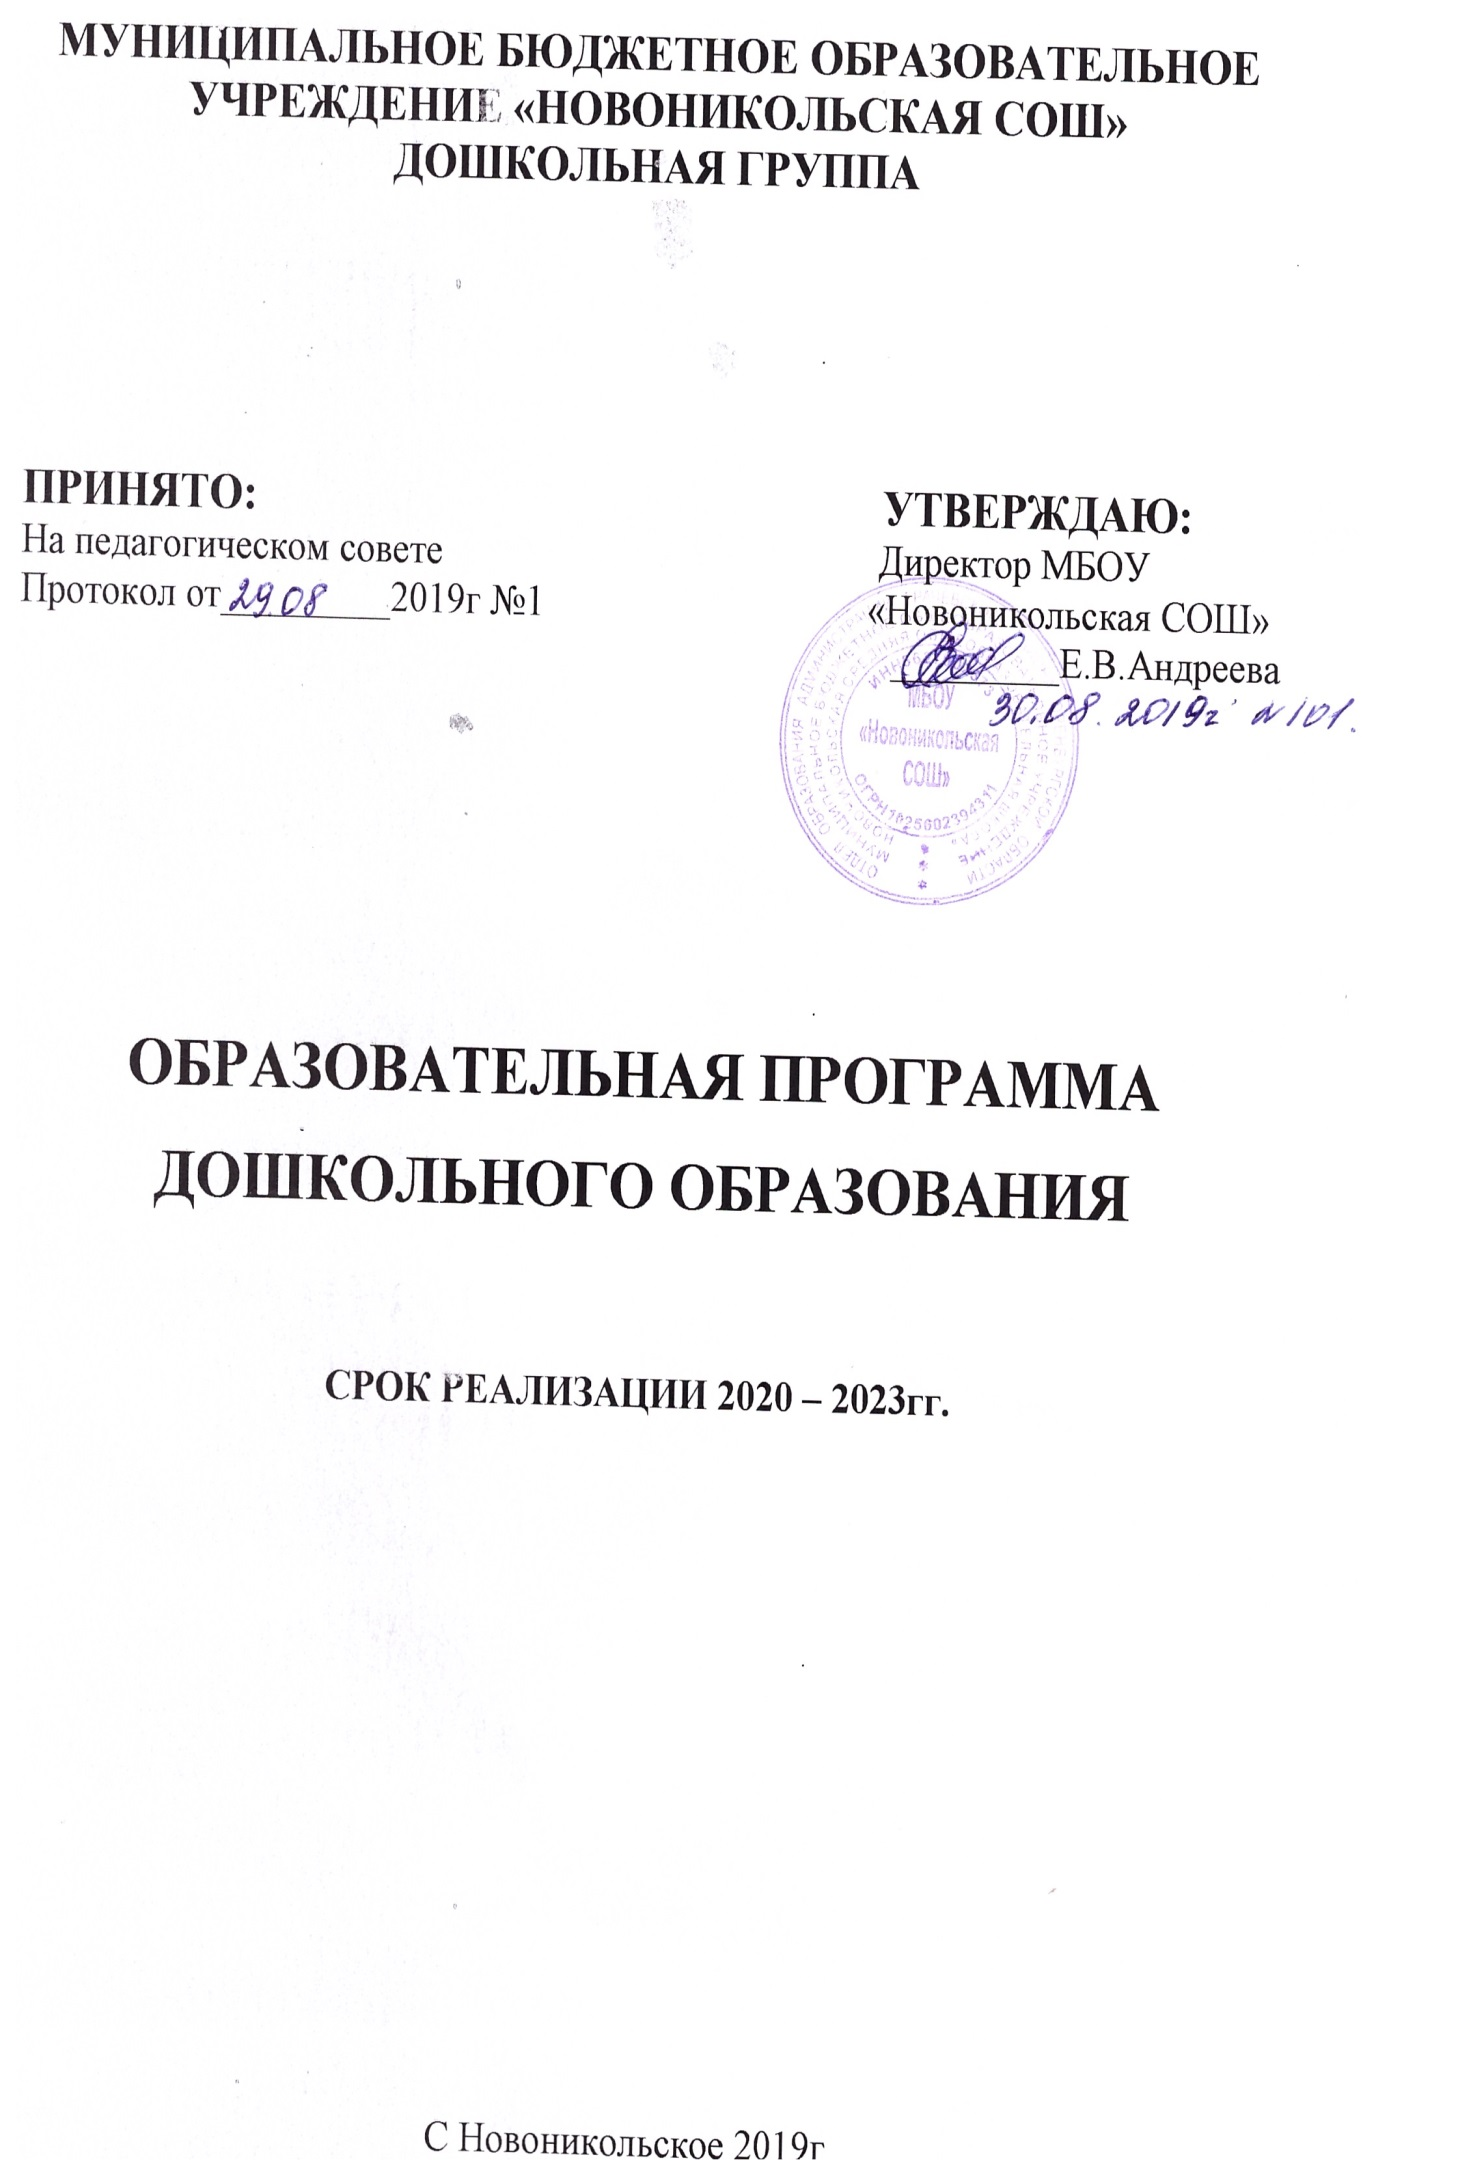 МУНИЦИПАЛЬНОЕ БЮДЖЕТНОЕ ОБРАЗОВАТЕЛЬНОЕ
УЧРЕЖДЕНИЕ «НОВОНИКОЛЬСКАЯ СОШ»
ДОШКОЛЬНАЯ ГРУППА
ПРИНЯТО:
На педагогическом совете
Протокол от 29.08 2019г №1
УТВЕРЖДАЮ:
Директор МБОУ
«Новоникольская СОШ»
Е.В.Андреева
30.08.2019г №101.
МБОУ
«Новоникольская
СОШ»
ОБРАЗОВАТЕЛЬНАЯ ПРОГРАММА
ДОШКОЛЬНОГО ОБРАЗОВАНИЯ
СРОК РЕАЛИЗАЦИИ 2020 – 2023гг.
С Новоникольское 2019г